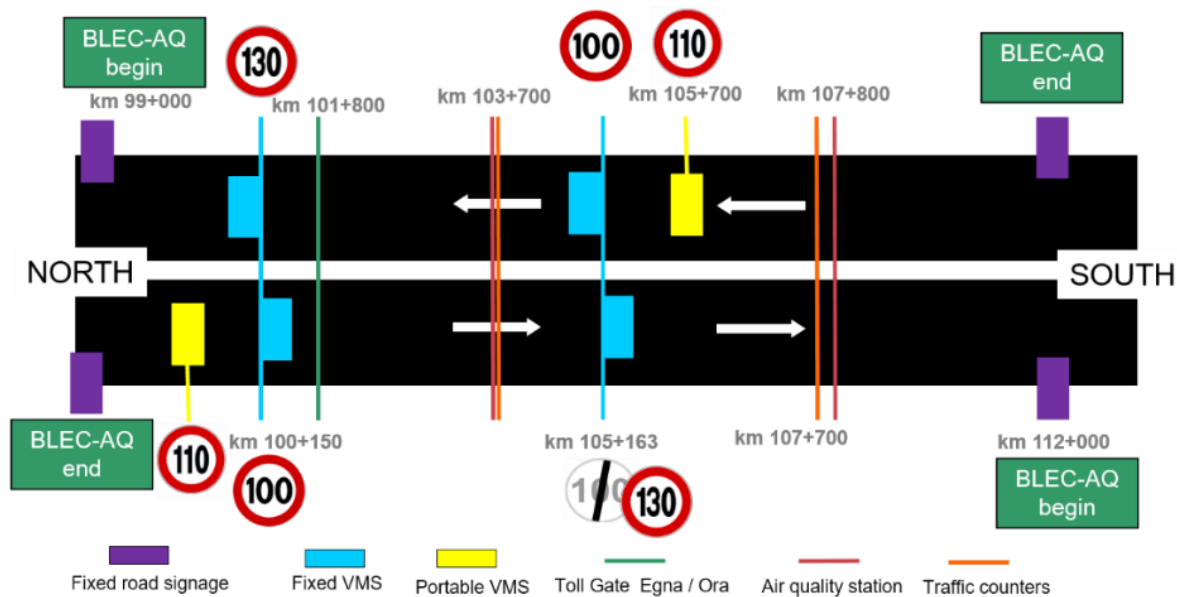 BLEC-AQ
begin
130
100
110
BLEC-AQ
end
km 99+000
km 101+800
km 103+700
km 105+700
km 107+800
NORTH
SOUTH
BLEC-AQ
end
110
km 100+150
100
km 105+163
100
130
km 107+700
km 112+000
BLEC-AQ
begin
Fixed road signage
Fixed VMS
Portable VMS
Toll Gate Egna / Ora
Air quality station
Traffic counters